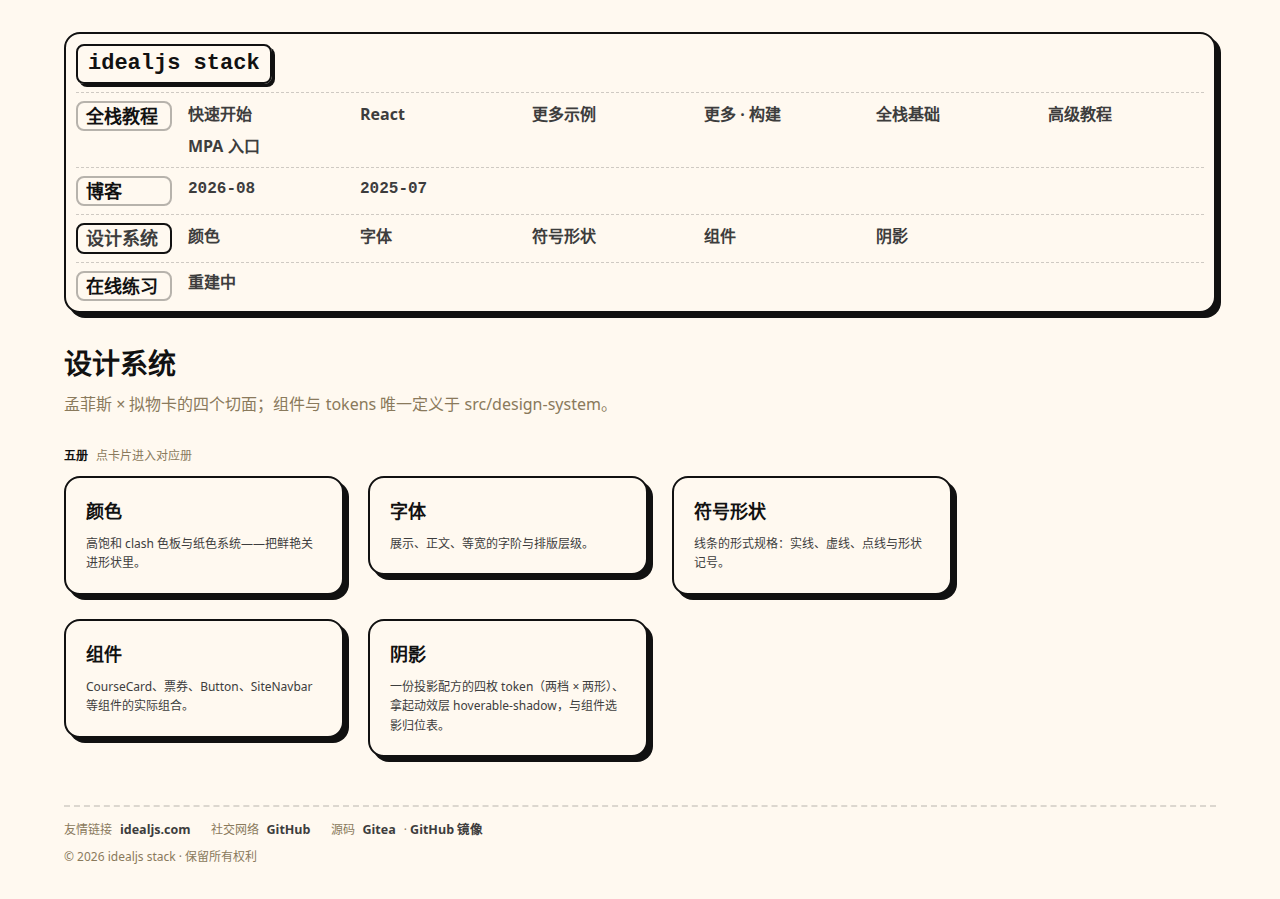 idealjs stack
全栈教程 快速开始 React 更多示例 更多 · 构建 全栈基础 高级教程
MPA 入口
博客 2026-08 2025-07
设计系统 颜色 字体 符号形状 组件 阴影
在线练习 重建中
设计系统
孟菲斯 × 拟物卡的四个切面；组件与 tokens 唯一定义于 src/design-system。
五册 点卡片进入对应册
颜色
高饱和 clash 色板与纸色系统——把鲜艳关
进形状里。
字体
展示、正文、等宽的字阶与排版层级。
符号形状
线条的形式规格：实线、虚线、点线与形状
记号。
组件
CourseCard、票券、Button、SiteNavbar
等组件的实际组合。
阴影
一份投影配方的四枚 token（两档 × 两形）、
拿起动效层 hoverable-shadow，与组件选
影归位表。
友情链接 idealjs.com 社交网络 GitHub 源码 Gitea · GitHub 镜像
© 2026 idealjs stack · 保留所有权利